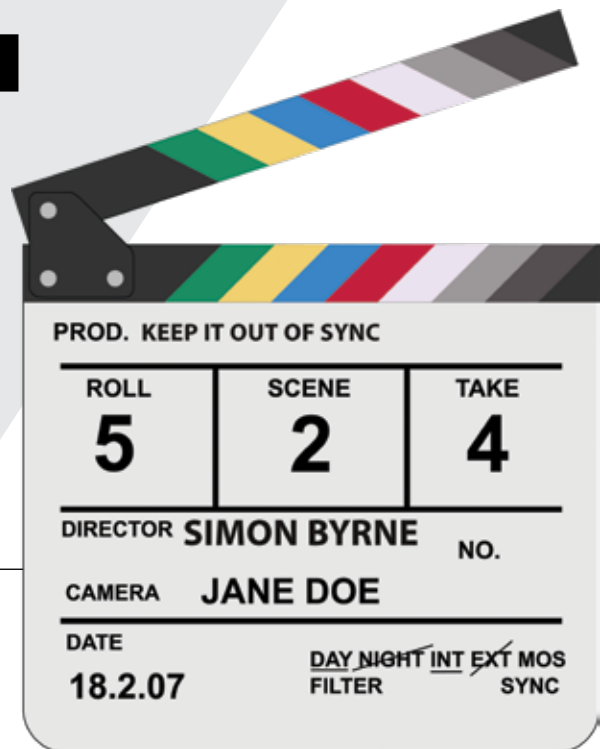 PROD. KEEP IT OUT OF SYNC
ROLL SCENE TAKE
5 2 4
DIRECTOR SIMON BYRNE NO.
CAMERA JANE DOE
DATE
DAY NIGHT INT EXT MOS
18.2.07 FILTER SYNC